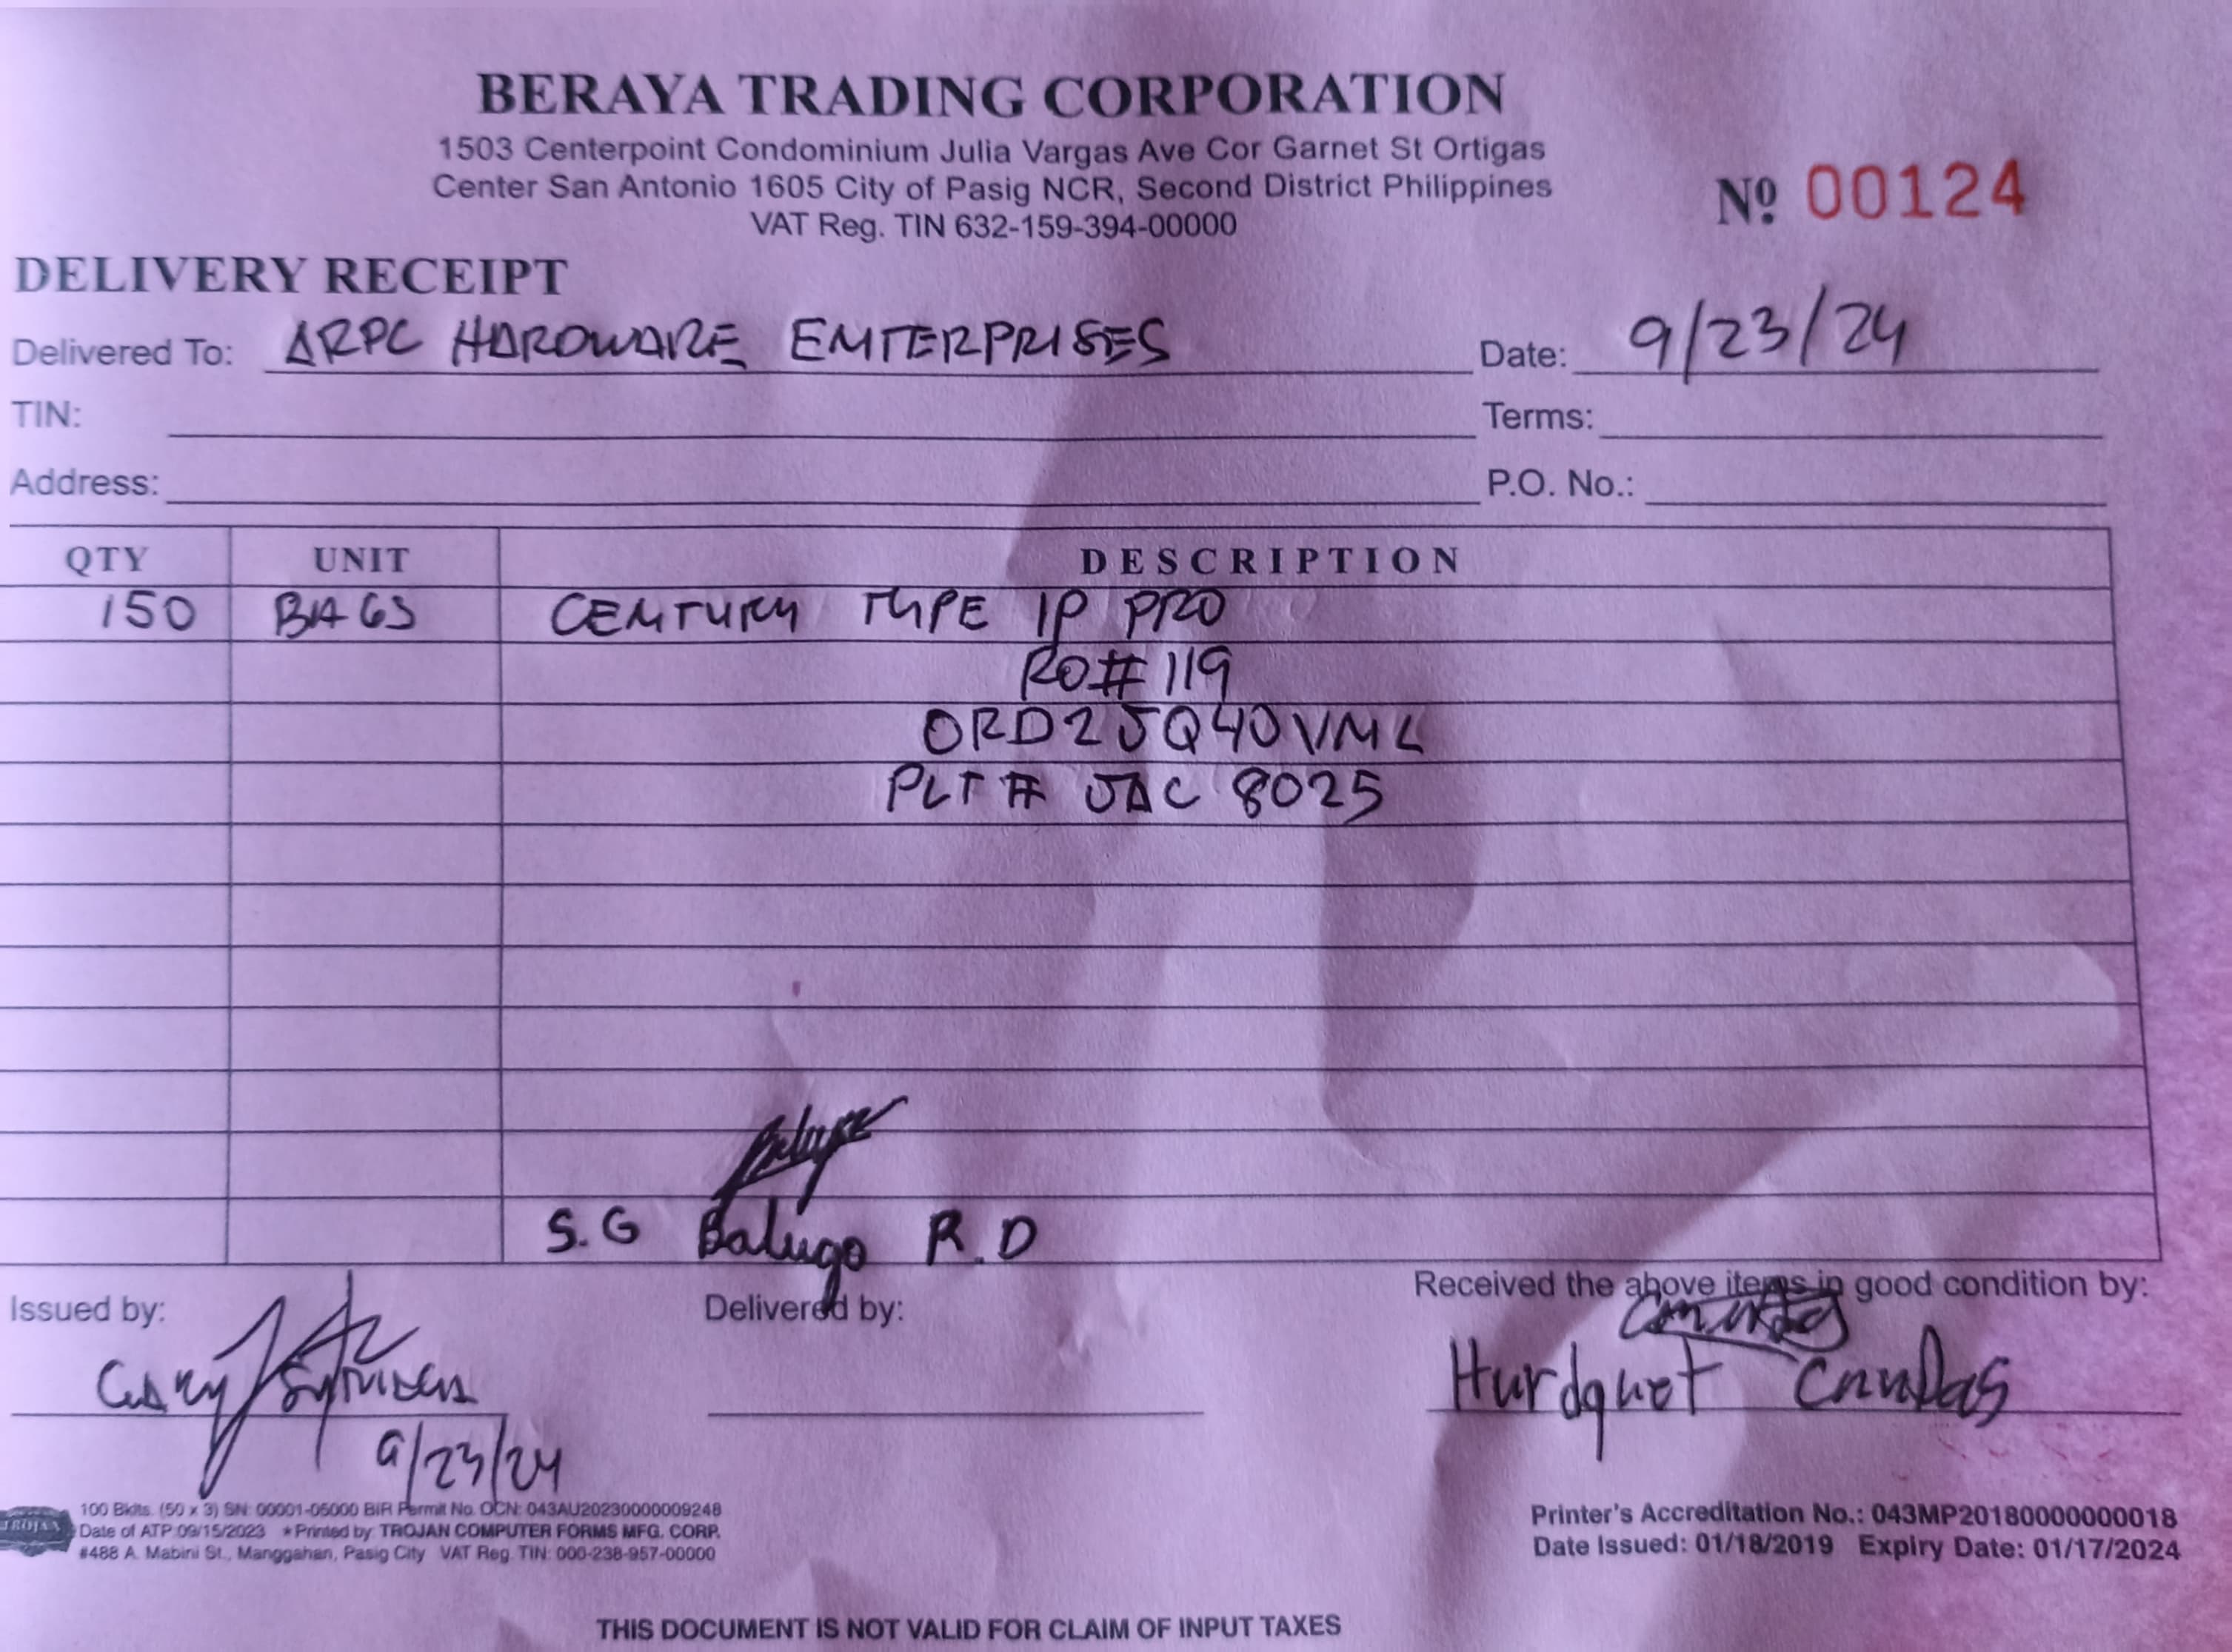 BERAYA TRADING CORPORATION
1503 Centerpoint Condominium Julia Vargas Ave Cor Garnet St Ortigas
Center San Antonio 1605 City of Pasig NCR, Second District Philippines
VAT Reg. TIN 632-159-394-00000
Nº 00124
DELIVERY RECEIPT
Delivered To: ARPC HARDWARE ENTERPRISES
Date: 9/23/24
TIN:
Terms:
Address:
P.O. No.:
QTY UNIT DESCRIPTION
150 BAGS CENTURY TYPE 1P PRO
RO# 119
ORD2JQ40VML
PLT # JAC 8025
S.G Balugo R.D
Issued by:
Delivered by:
Received the above items in good condition by:
9/23/24
100 Bklts. (50 x 3) SN: 00001-05000 BIR Permit No. OCN: 043AU20230000009248
Date of ATP 09/15/2023 *Printed by: TROJAN COMPUTER FORMS MFG. CORP.
#488 A. Mabini St., Manggahan, Pasig City VAT Reg. TIN: 000-238-957-00000
TROJAN
Printer's Accreditation No.: 043MP20180000000018
Date Issued: 01/18/2019 Expiry Date: 01/17/2024
THIS DOCUMENT IS NOT VALID FOR CLAIM OF INPUT TAXES